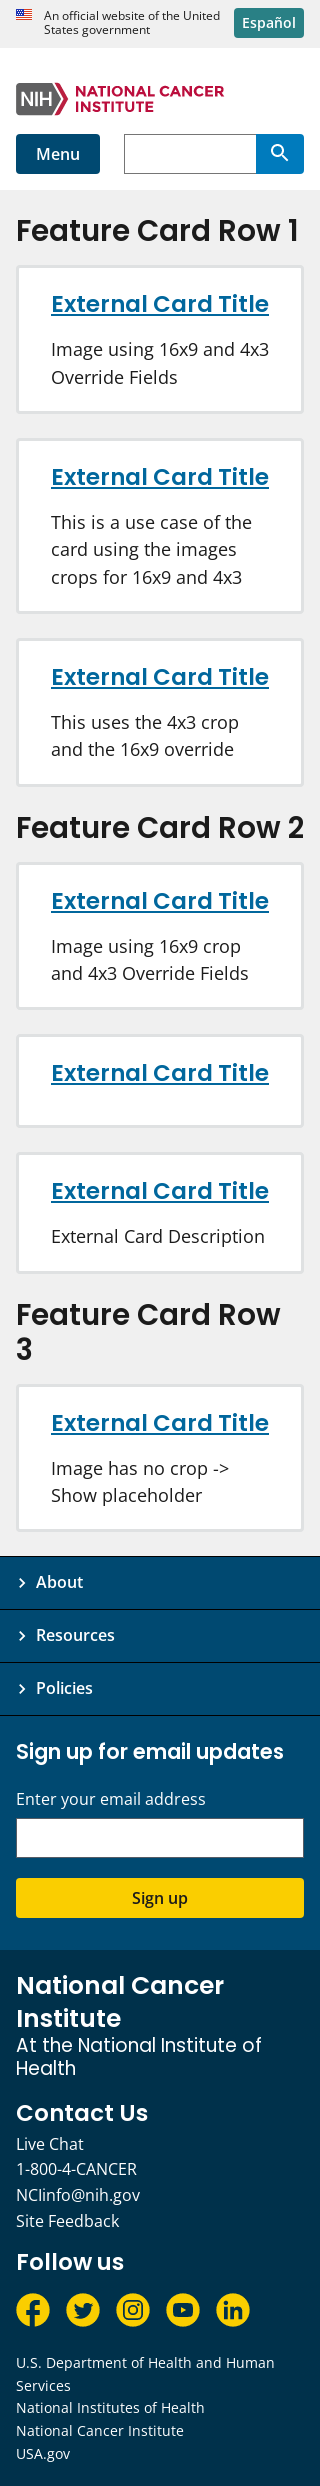 An official website of the United
States government
Español
NIH
NATIONAL CANCER
INSTITUTE
Menu
Feature Card Row 1
External Card Title
Image using 16x9 and 4x3
Override Fields
External Card Title
This is a use case of the
card using the images
crops for 16x9 and 4x3
External Card Title
This uses the 4x3 crop
and the 16x9 override
Feature Card Row 2
External Card Title
Image using 16x9 crop
and 4x3 Override Fields
External Card Title
External Card Title
External Card Description
Feature Card Row
3
External Card Title
Image has no crop ->
Show placeholder
About
Resources
Policies
Sign up for email updates
Enter your email address
Sign up
National Cancer
Institute
At the National Institute of
Health
Contact Us
Live Chat
1-800-4-CANCER
NCIinfo@nih.gov
Site Feedback
Follow us
U.S. Department of Health and Human
Services
National Institutes of Health
National Cancer Institute
USA.gov